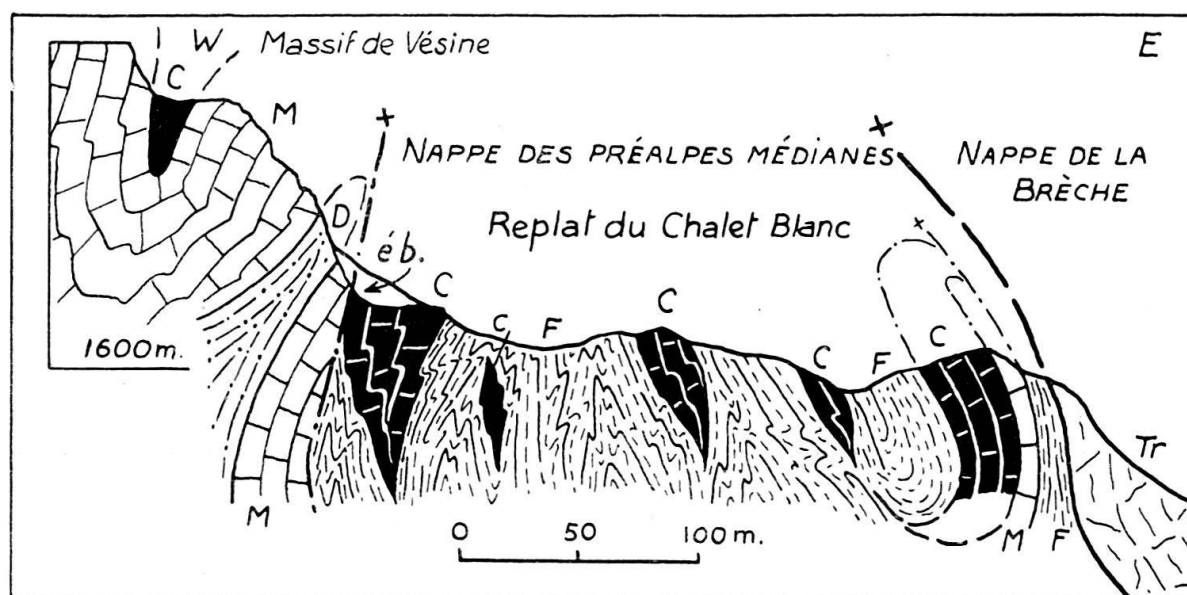 W Massif de Vésine E
C
M
NAPPE DES PRÉALPES MÉDIANES NAPPE DE LA
BRÈCHE
D
Replat du Chalet Blanc
éb.
C C
C F C F C
1600m.
Tr
M M F
0 50 100 m.